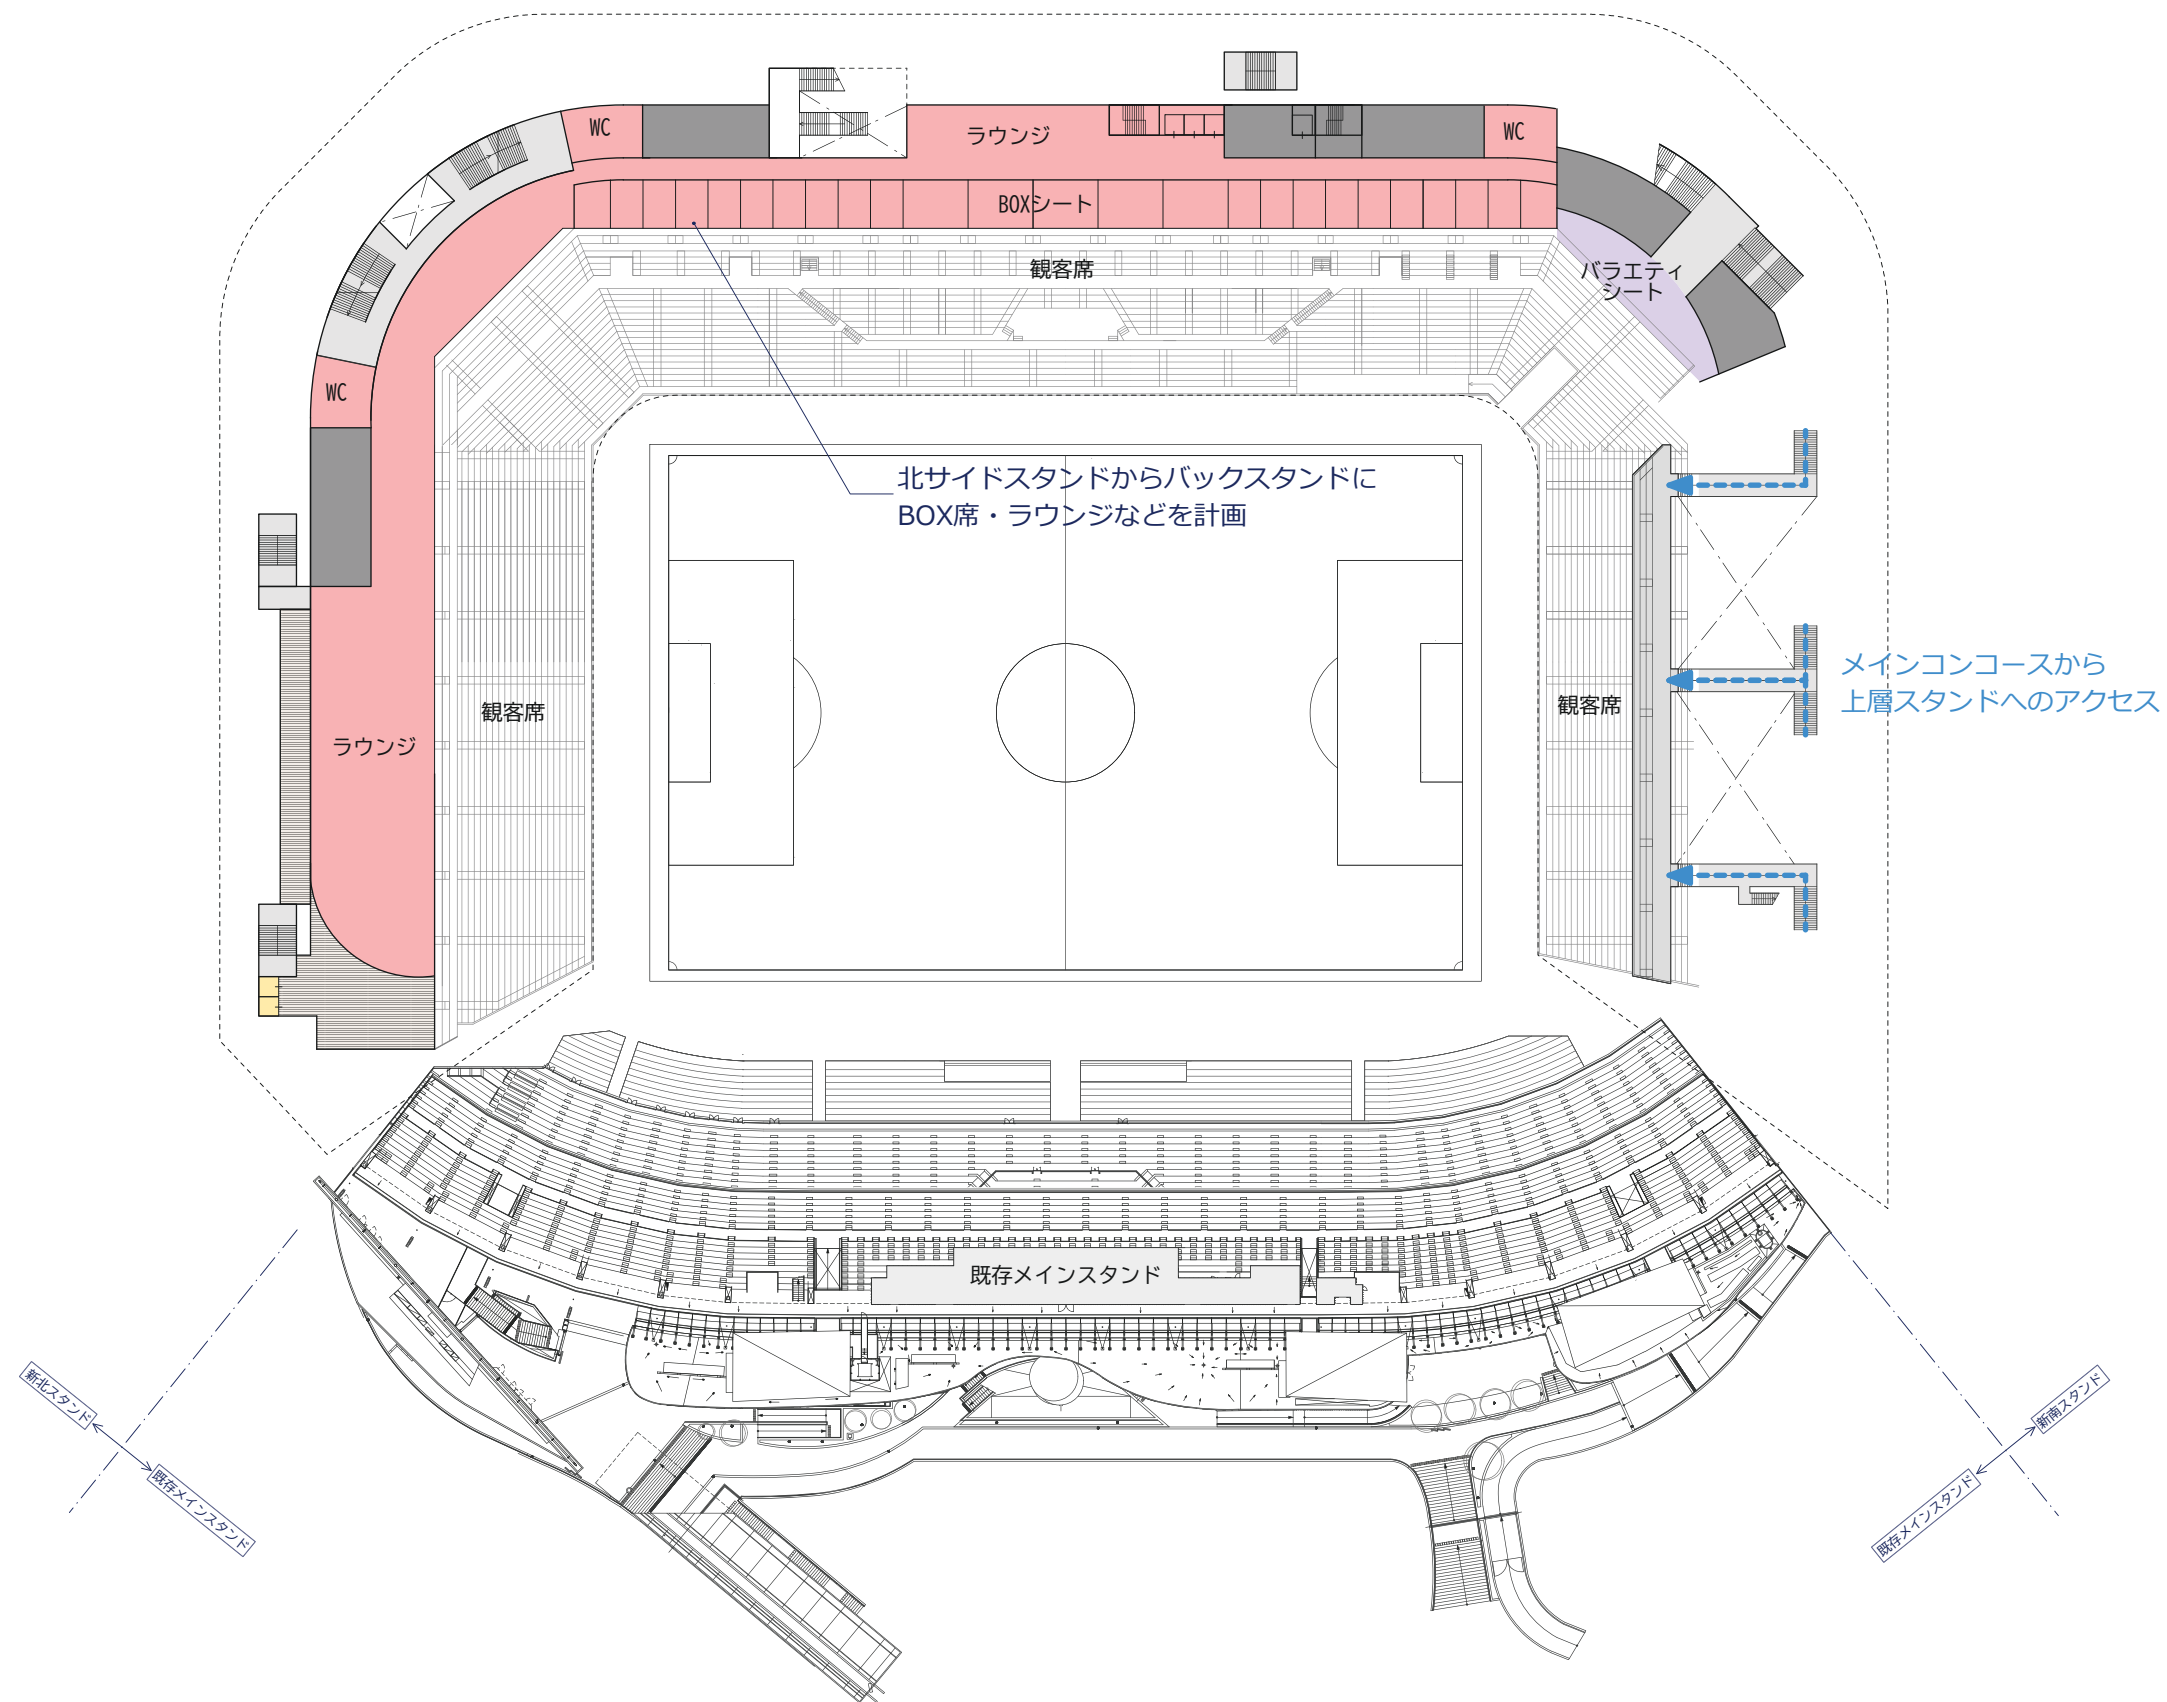 WC
ラウンジ
WC
BOXシート
観客席
バラエティ
シート
WC
北サイドスタンドからバックスタンドに
BOX席・ラウンジなどを計画
メインコンコースから
上層スタンドへのアクセス
観客席
観客席
ラウンジ
既存メインスタンド
新北スタンド
既存メインスタンド
新南スタンド
既存メインスタンド